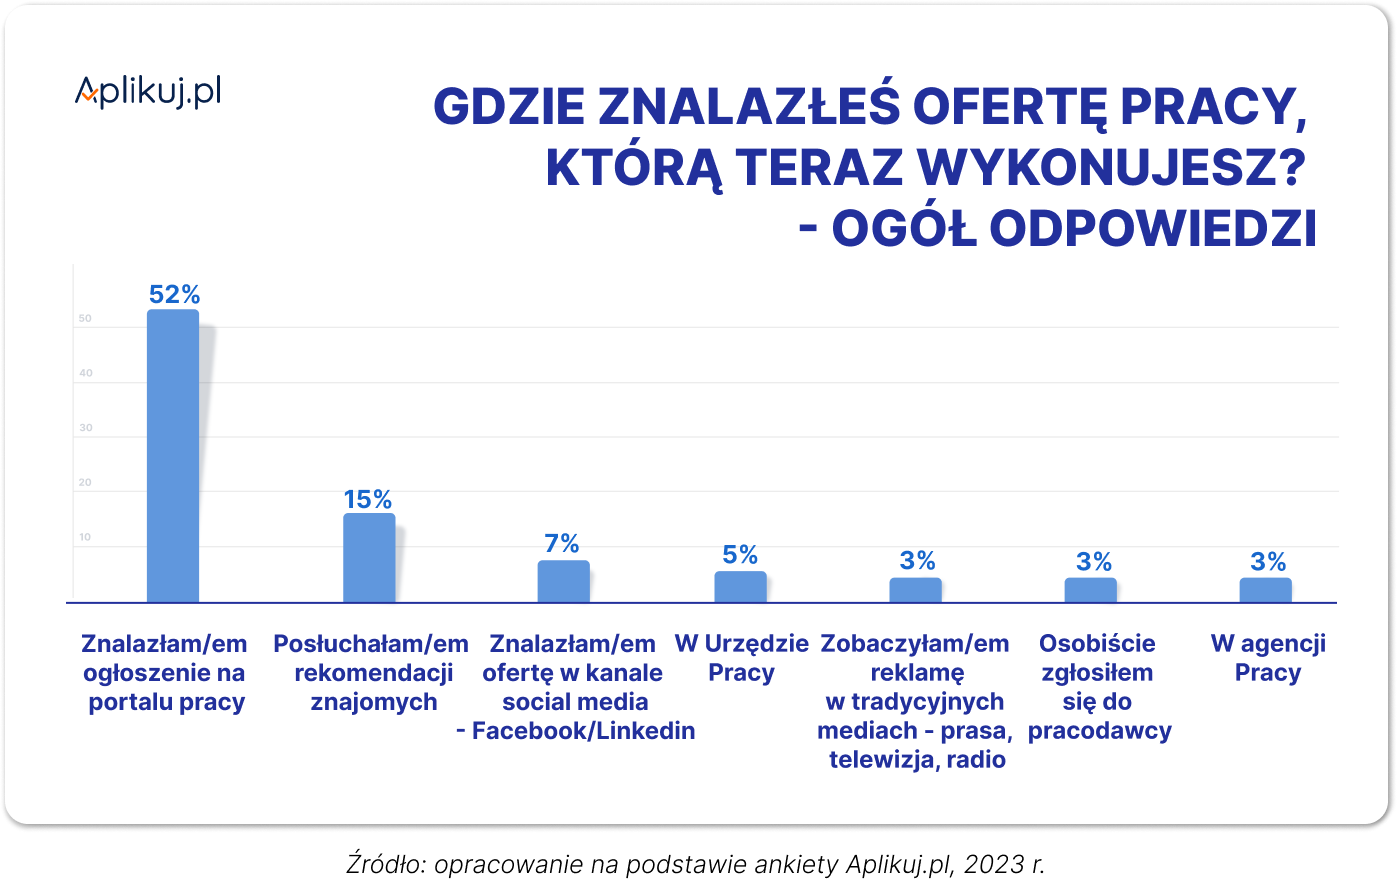 Aplikuj.pl
GDZIE ZNALAZŁEŚ OFERTĘ PRACY,
KTÓRĄ TERAZ WYKONUJESZ?
- OGÓŁ ODPOWIEDZI
50
40
30
20
10
52%
15%
7%
5%
3%
3%
3%
Znalazłam/em
ogłoszenie na
portalu pracy
Posłuchałam/em
rekomendacji
znajomych
Znalazłam/em
ofertę w kanale
social media
- Facebook/Linkedin
W Urzędzie
Pracy
Zobaczyłam/em
reklamę
w tradycyjnych
mediach - prasa,
telewizja, radio
Osobiście
zgłosiłem
się do
pracodawcy
W agencji
Pracy
Źródło: opracowanie na podstawie ankiety Aplikuj.pl, 2023 r.